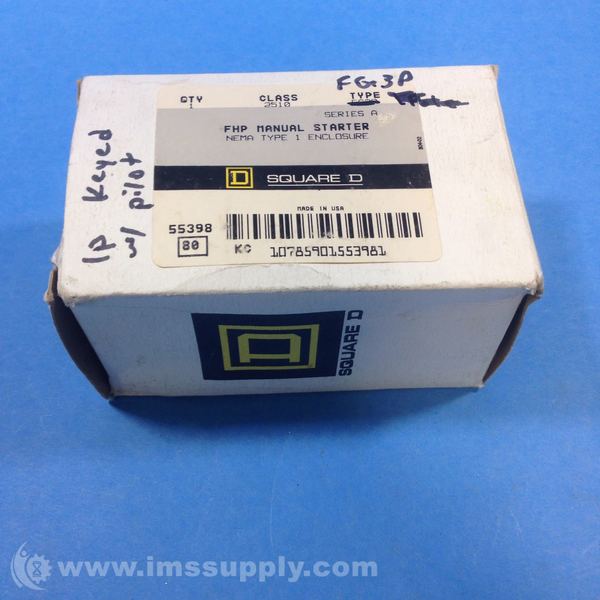 FG3P
QTY CLASS TYPE
1 2510
SERIES A
FHP MANUAL STARTER
NEMA TYPE 1 ENCLOSURE
D SQUARE D
MADE IN USA
55398
80 KC 10785901553981
1p Keyed
w/ pilot
SQUARE D
www.imssupply.com